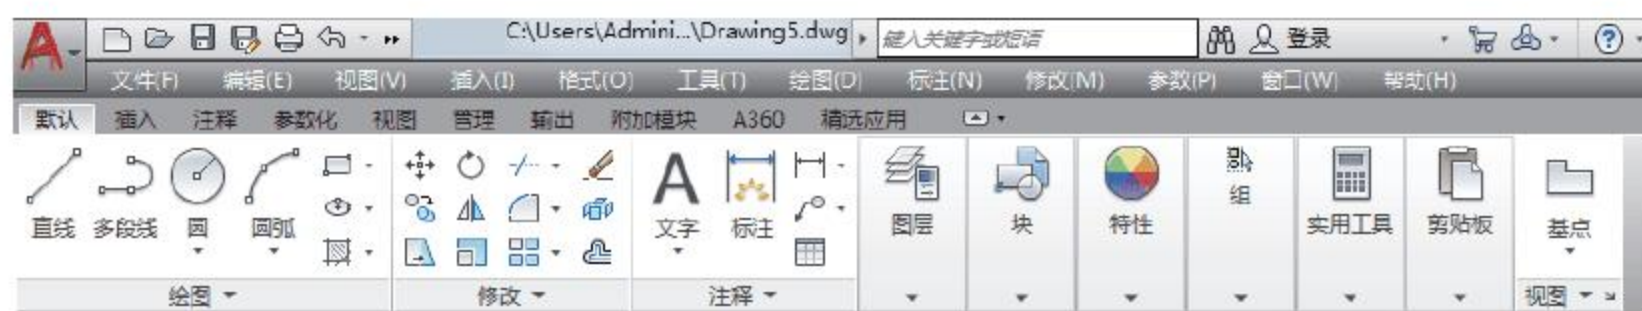 C:\Users\Admini...\Drawing5.dwg 键入关键字或短语 登录
文件(F) 编辑(E) 视图(V) 插入(I) 格式(O) 工具(T) 绘图(D) 标注(N) 修改(M) 参数(P) 窗口(W) 帮助(H)
默认 插入 注释 参数化 视图 管理 输出 附加模块 A360 精选应用
直线 多段线 圆 圆弧 文字 标注 图层 块 特性 组 实用工具 剪贴板 基点
绘图 修改 注释 视图